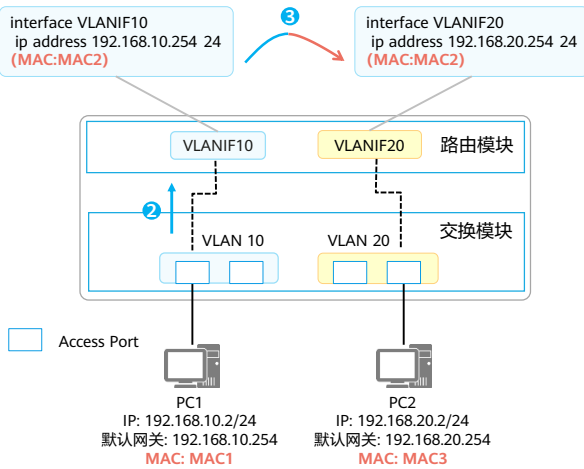 interface VLANIF10
ip address 192.168.10.254 24
(MAC:MAC2)
3
interface VLANIF20
ip address 192.168.20.254 24
(MAC:MAC2)
VLANIF10
VLANIF20
路由模块
2
VLAN 10
VLAN 20
交换模块
Access Port
PC1
IP: 192.168.10.2/24
默认网关: 192.168.10.254
MAC: MAC1
PC2
IP: 192.168.20.2/24
默认网关: 192.168.20.254
MAC: MAC3